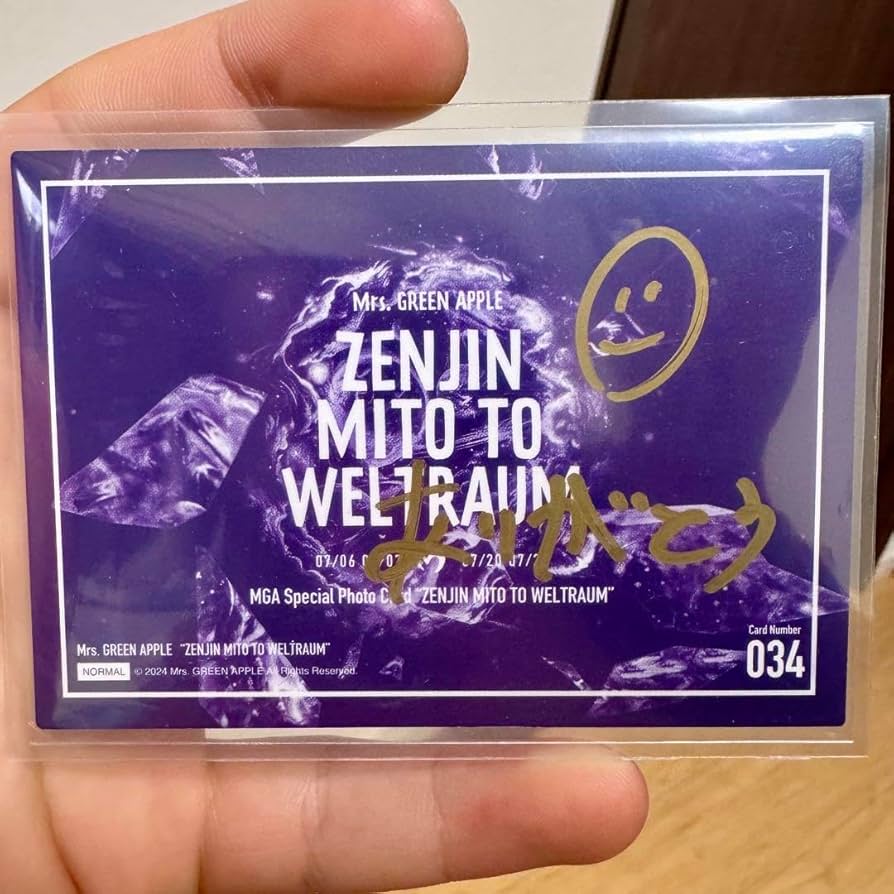 Mrs. GREEN APPLE
ZENJIN
MITO TO
WELTRAUM
ありがとう
07/06
MGA Special Photo Card "ZENJIN MITO TO WELTRAUM"
Mrs. GREEN APPLE "ZENJIN MITO TO WELTRAUM"
NORMAL © 2024 Mrs. GREEN APPLE All Rights Reserved.
Card Number
034